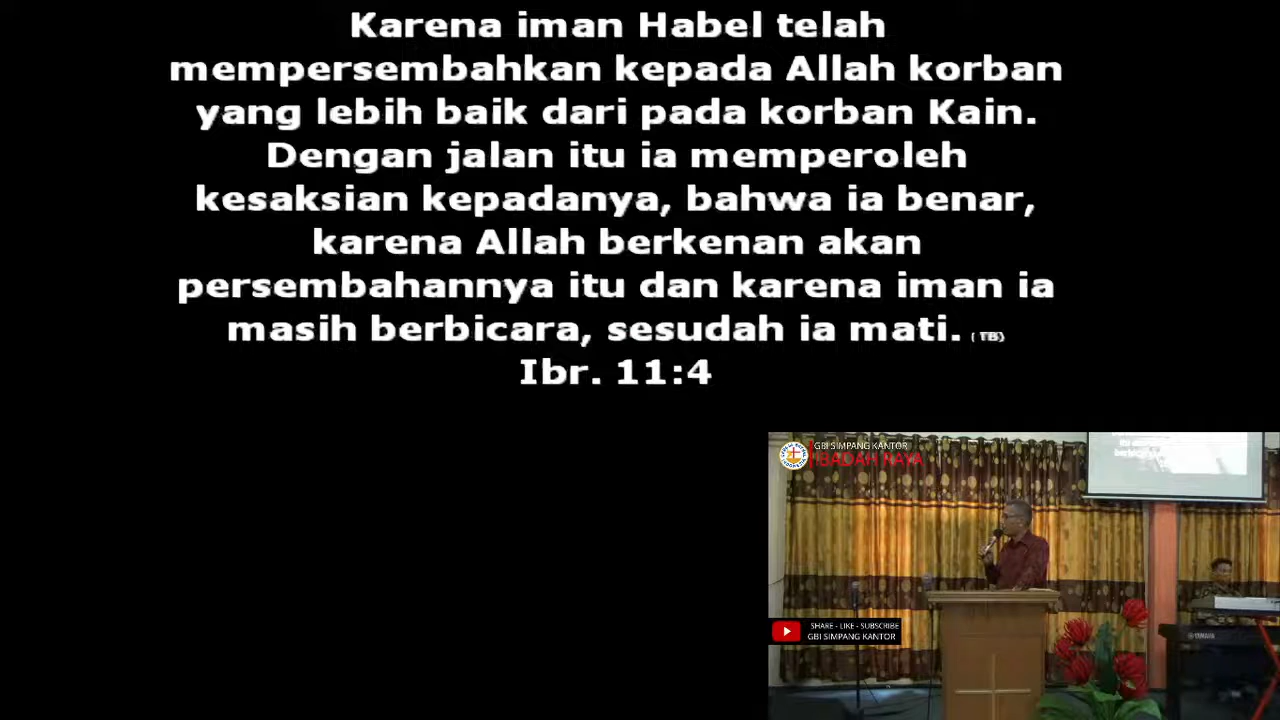 Karena iman Habel telah
mempersembahkan kepada Allah korban
yang lebih baik dari pada korban Kain.
Dengan jalan itu ia memperoleh
kesaksian kepadanya, bahwa ia benar,
karena Allah berkenan akan
persembahannya itu dan karena iman ia
masih berbicara, sesudah ia mati. (TB)
Ibr. 11:4
GBI SIMPANG KANTOR
IBADAH RAYA
SHARE - LIKE - SUBSCRIBE
GBI SIMPANG KANTOR
YAMAHA